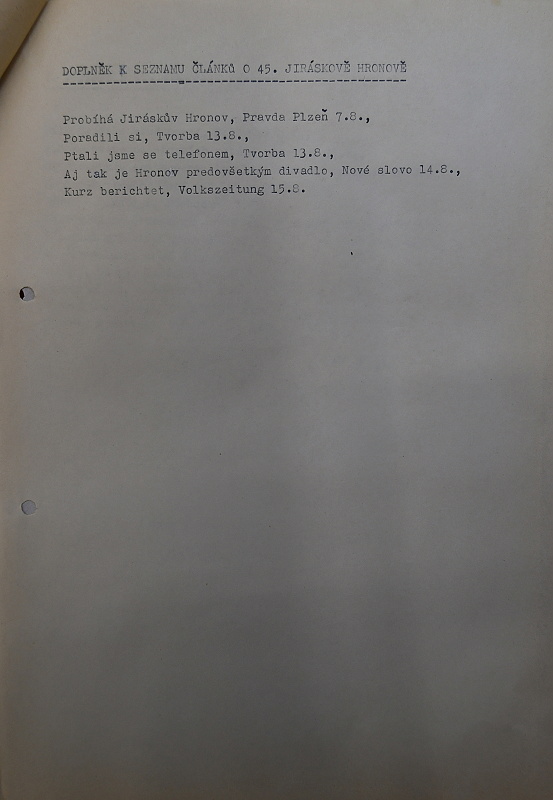 DOPLNĚK K SEZNAMU ČLÁNKů O 45. JIRÁSKOVĚ HRONOVĚ
Probíhá Jiráskův Hronov, Pravda Plzeň 7.8.,
Poradili si, Tvorba 13.8.,
Ptali jsme se telefonem, Tvorba 13.8.,
Aj tak je Hronov predovšetkým divadlo, Nové slovo 14.8.,
Kurz berichtet, Volkszeitung 15.8.